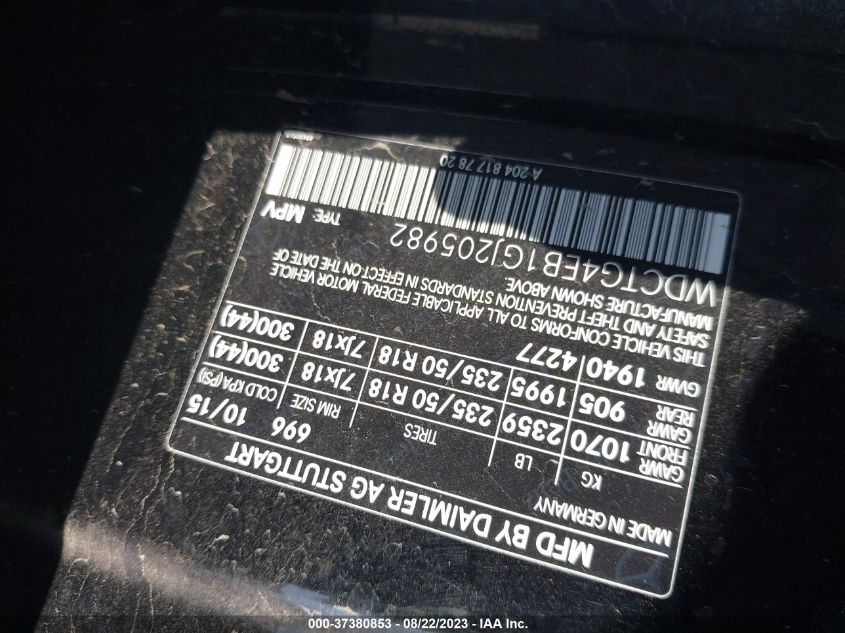 MFD BY DAIMLER AG STUTTGART
MADE IN GERMANY 696 10/15
KG LB TIRES RIM SIZE COLD KPA(PSI)
GAWR FRONT 1070 2359 235/50 R18 7Jx18 300(44)
GAWR REAR 905 1995 235/50 R18 7Jx18 300(44)
GWR 1940 4277
THIS VEHICLE CONFORMS TO ALL APPLICABLE FEDERAL MOTOR VEHICLE
SAFETY AND THEFT PREVENTION STANDARDS IN EFFECT ON THE DATE OF
MANUFACTURE SHOWN ABOVE.
WDCTG4EB1GJ205982 TYPE: MPV
A 204 817 78 20
000-37380853 - 08/22/2023 - IAA Inc.